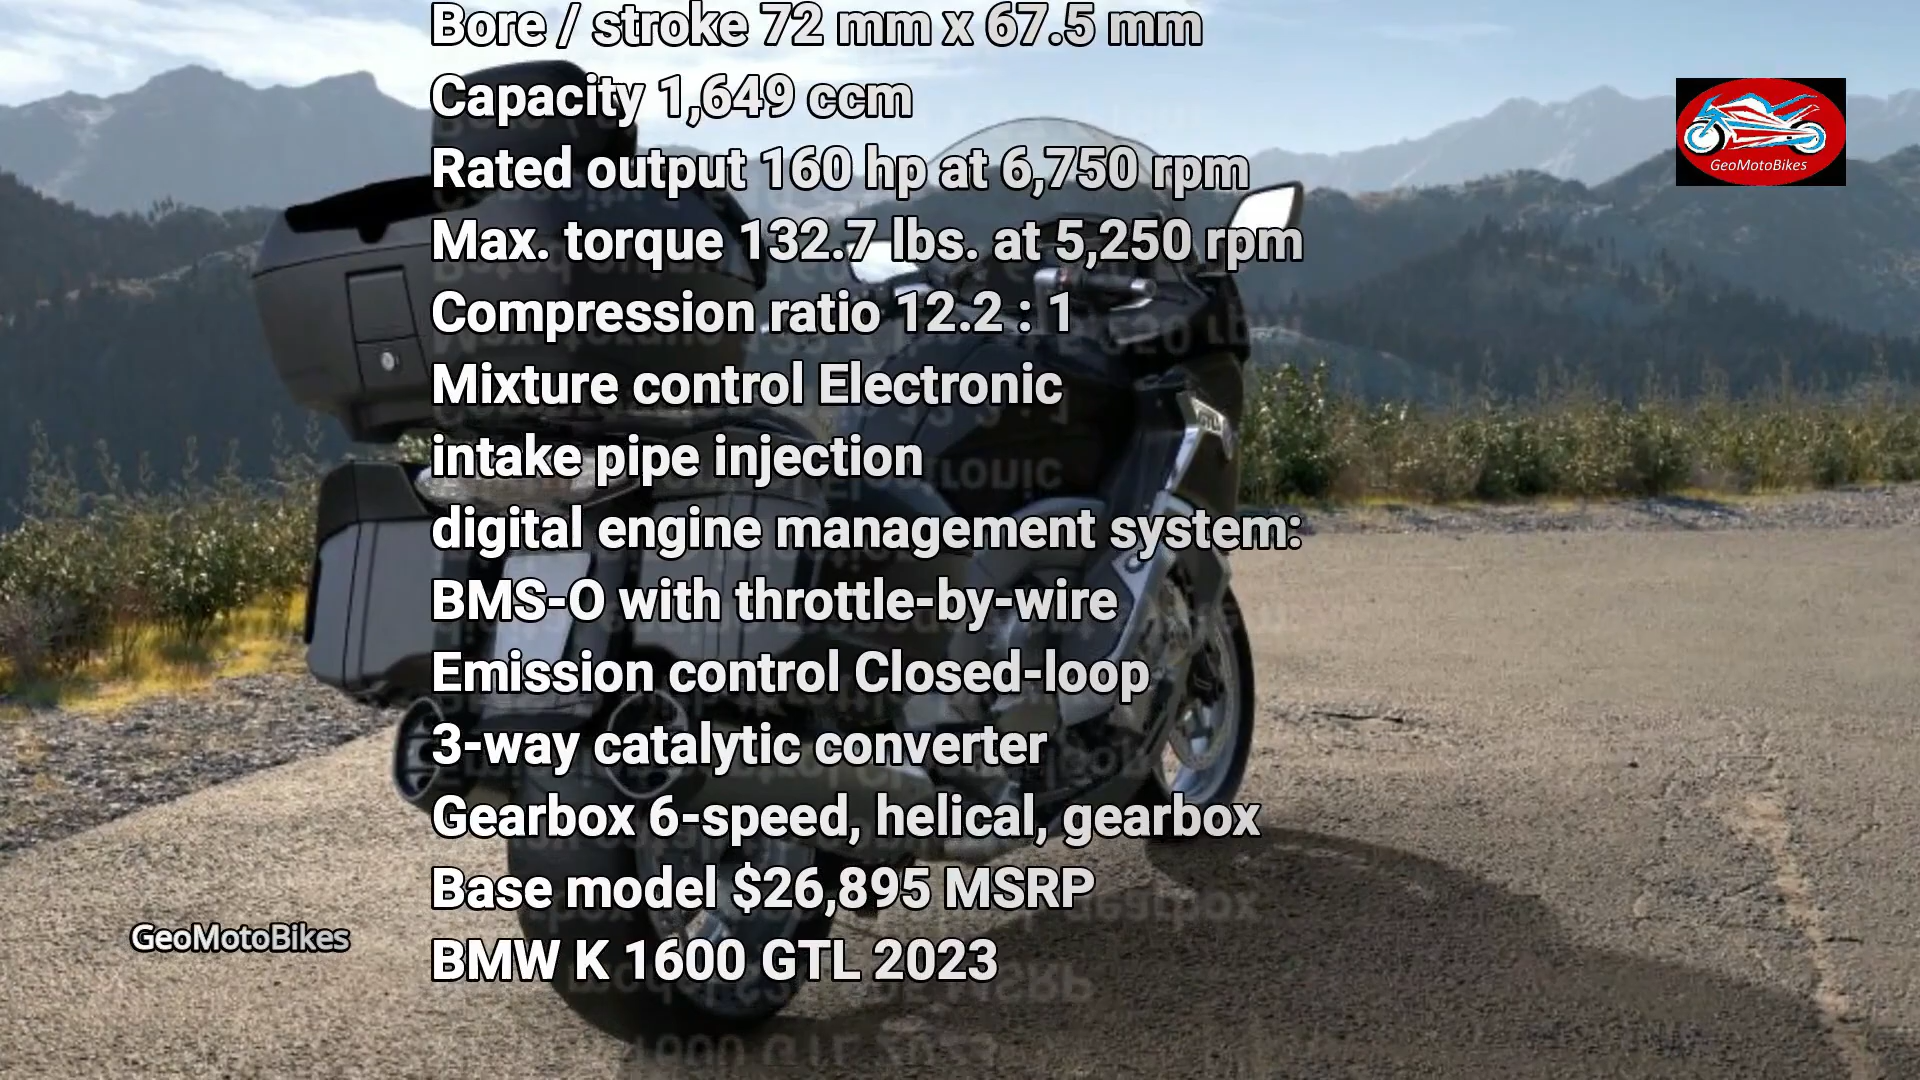 Bore / stroke 72 mm x 67.5 mm
Capacity 1,649 ccm
GeoMotoBikes
Rated output 160 hp at 6,750 rpm
Max. torque 132.7 lbs. at 5,250 rpm
Compression ratio 12.2 : 1
Mixture control Electronic
intake pipe injection
digital engine management system:
BMS-O with throttle-by-wire
Emission control Closed-loop
3-way catalytic converter
Gearbox 6-speed, helical, gearbox
Base model $26,895 MSRP
GeoMotoBikes
BMW K 1600 GTL 2023